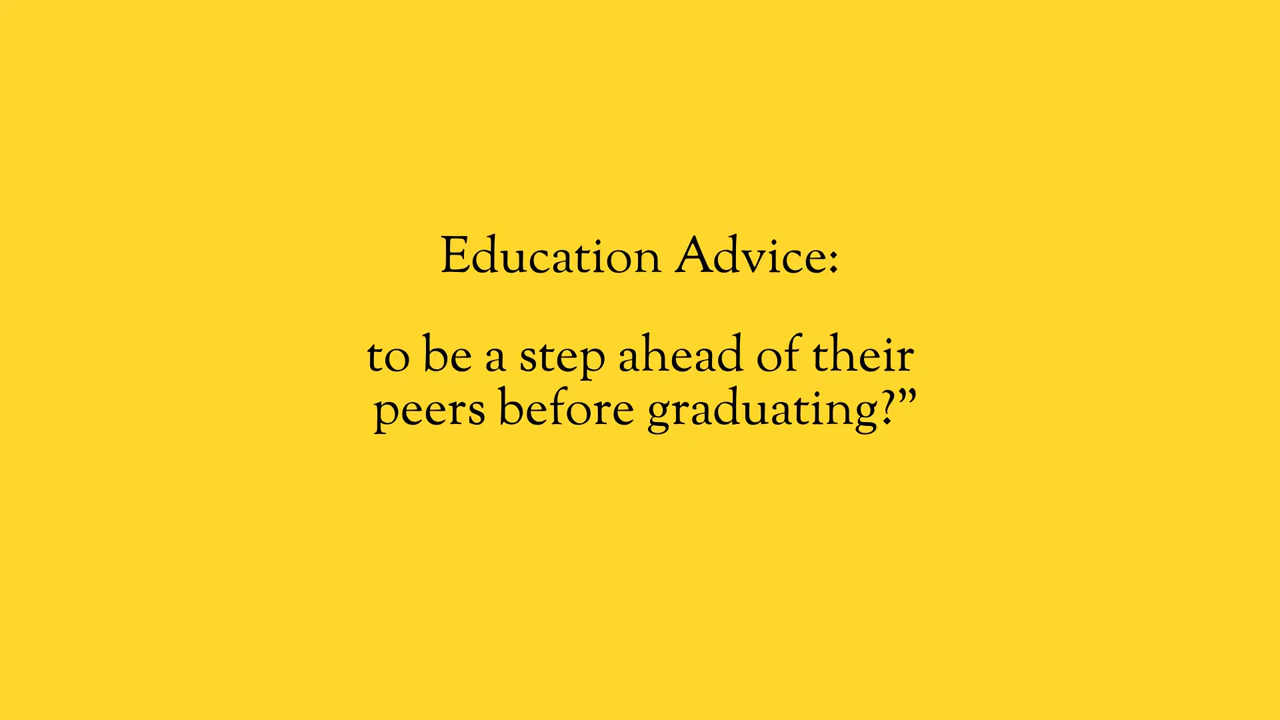 Education Advice:
to be a step ahead of their
peers before graduating?”